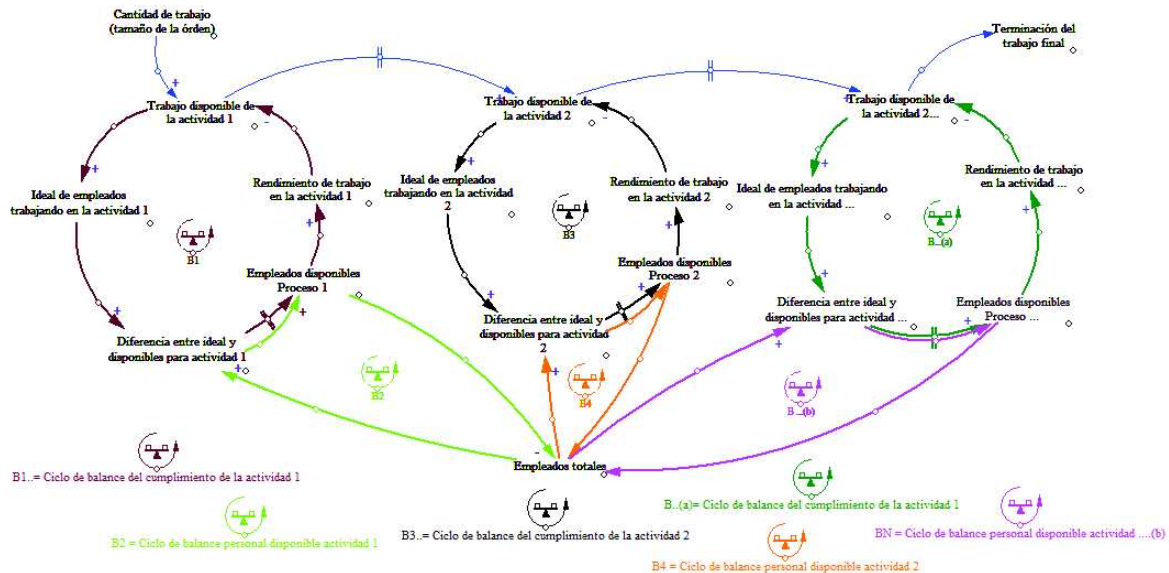 Cantidad de trabajo
(tamaño de la órden)
Terminación del
trabajo final
Trabajo disponible de
la actividad 1
Trabajo disponible de
la actividad 2
Trabajo disponible de
la actividad 2...
Ideal de empleados
trabajando en la actividad 1
Rendimiento de trabajo
en la actividad 1
Ideal de empleados
trabajando en la actividad
2
Rendimiento de trabajo
en la actividad 2
Ideal de empleados trabajando
en la actividad ...
Rendimiento de trabajo
en la actividad ...
B1
B3
B...(a)
Empleados disponibles
Proceso 1
Empleados disponibles
Proceso 2
Diferencia entre ideal y
disponibles para actividad 1
Diferencia entre ideal y
disponibles para actividad
2
Diferencia entre ideal y
disponibles para actividad ...
Empleados disponibles
Proceso ...
B2
B4
B...(b)
Empleados totales
B1..= Ciclo de balance del cumplimiento de la actividad 1
B2 = Ciclo de balance personal disponible actividad 1
B3..= Ciclo de balance del cumplimiento de la actividad 2
B4 = Ciclo de balance personal disponible actividad 2
B..(a)= Ciclo de balance del cumplimiento de la actividad 1
BN = Ciclo de balance personal disponible actividad ....(b)